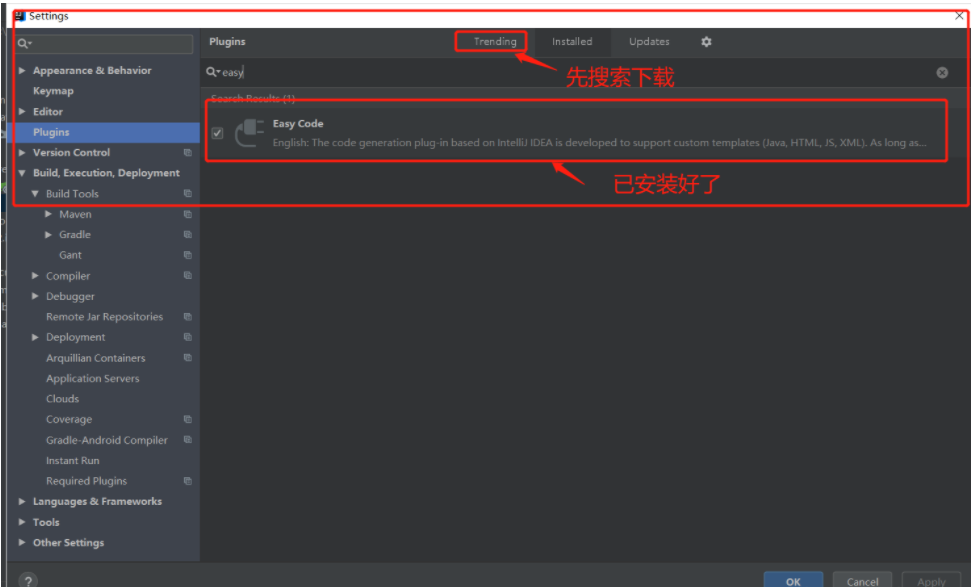 Settings
Plugins
Trending
Installed
Updates
Appearance & Behavior
Keymap
Editor
Plugins
Version Control
Build, Execution, Deployment
Build Tools
Maven
Gradle
Gant
Compiler
Debugger
Remote Jar Repositories
Deployment
Arquillian Containers
Application Servers
Clouds
Coverage
Gradle-Android Compiler
Instant Run
Required Plugins
Languages & Frameworks
Tools
Other Settings
easy
先搜索下载
Search Results (1)
Easy Code
English: The code generation plug-in based on IntelliJ IDEA is developed to support custom templates (Java, HTML, JS, XML). As long as...
已安装好了
?
OK
Cancel
Apply